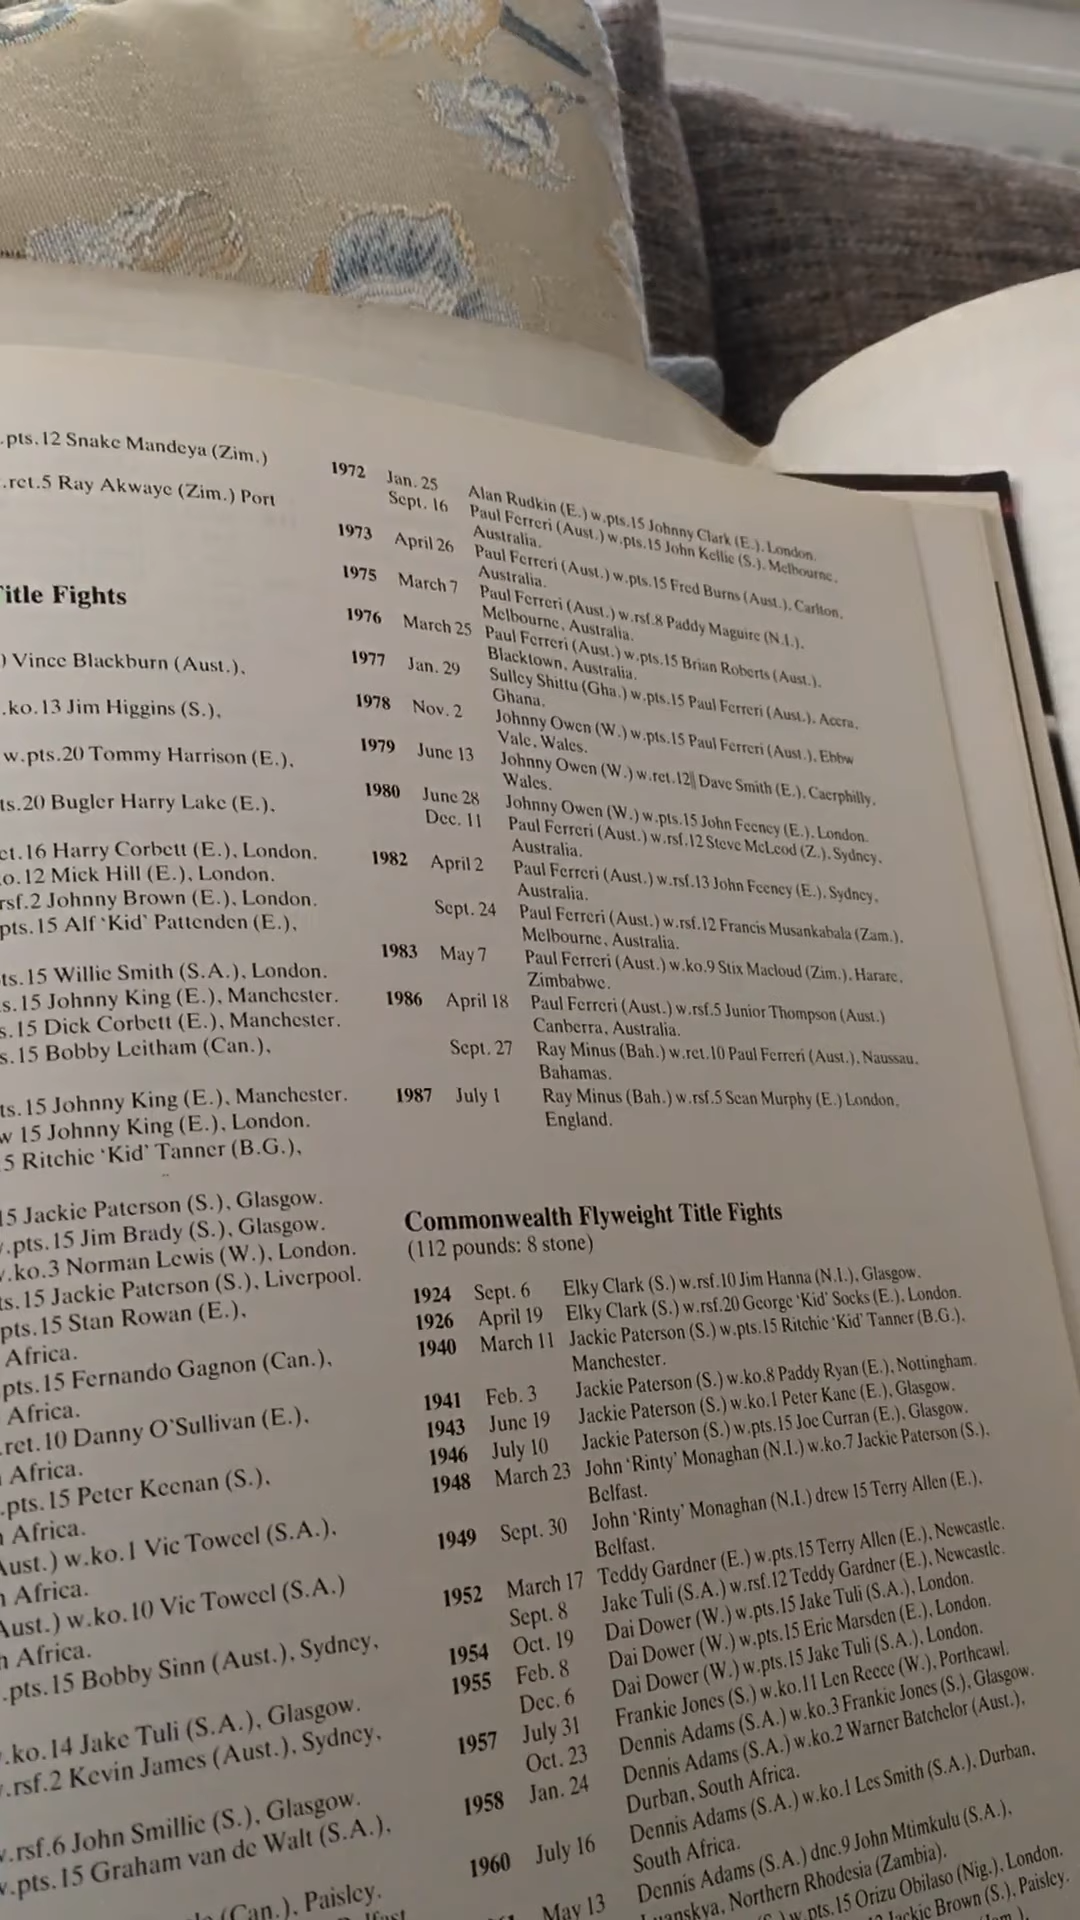 .pts.12 Snake Mandeya (Zim.)
.ret.5 Ray Akwaye (Zim.) Port
Title Fights
) Vince Blackburn (Aust.),
.ko.13 Jim Higgins (S.),
w.pts.20 Tommy Harrison (E.),
ts.20 Bugler Harry Lake (E.),
ct.16 Harry Corbett (E.), London.
o.12 Mick Hill (E.), London.
rsf.2 Johnny Brown (E.), London.
pts.15 Alf ‘Kid’ Pattenden (E.),
ts.15 Willie Smith (S.A.), London.
s.15 Johnny King (E.), Manchester.
s.15 Dick Corbett (E.), Manchester.
s.15 Bobby Leitham (Can.),
ts.15 Johnny King (E.), Manchester.
w 15 Johnny King (E.), London.
5 Ritchie ‘Kid’ Tanner (B.G.),
15 Jackie Paterson (S.), Glasgow.
.pts.15 Jim Brady (S.), Glasgow.
.ko.3 Norman Lewis (W.), London.
ts.15 Jackie Paterson (S.), Liverpool.
pts.15 Stan Rowan (E.),
Africa.
pts.15 Fernando Gagnon (Can.),
Africa.
.ret.10 Danny O’Sullivan (E.),
Africa.
.pts.15 Peter Keenan (S.),
Africa.
Aust.) w.ko.1 Vic Toweel (S.A.),
Africa.
Aust.) w.ko.10 Vic Toweel (S.A.)
Africa.
.pts.15 Bobby Sinn (Aust.), Sydney,
.ko.14 Jake Tuli (S.A.), Glasgow.
.rsf.2 Kevin James (Aust.), Sydney,
.rsf.6 John Smillie (S.), Glasgow.
.pts.15 Graham van de Walt (S.A.),
(Can.), Paisley.
1972 Jan. 25 Alan Rudkin (E.) w.pts.15 Johnny Clark (E.), London.
Sept. 16 Paul Ferreri (Aust.) w.pts.15 John Kellie (S.), Melbourne,
Australia.
1973 April 26 Paul Ferreri (Aust.) w.pts.15 Fred Burns (Aust.), Carlton,
Australia.
1975 March 7 Paul Ferreri (Aust.) w.rsf.8 Paddy Maguire (N.I.),
Melbourne, Australia.
1976 March 25 Paul Ferreri (Aust.) w.pts.15 Brian Roberts (Aust.),
Blacktown, Australia.
1977 Jan. 29 Sulley Shittu (Gha.) w.pts.15 Paul Ferreri (Aust.), Accra,
Ghana.
1978 Nov. 2 Johnny Owen (W.) w.pts.15 Paul Ferreri (Aust.), Ebbw
Vale, Wales.
1979 June 13 Johnny Owen (W.) w.ret.12|| Dave Smith (E.), Caerphilly,
Wales.
1980 June 28 Johnny Owen (W.) w.pts.15 John Feeney (E.), London.
Dec. 11 Paul Ferreri (Aust.) w.rsf.12 Steve McLeod (Z.), Sydney,
Australia.
1982 April 2 Paul Ferreri (Aust.) w.rsf.13 John Feeney (E.), Sydney,
Australia.
Sept. 24 Paul Ferreri (Aust.) w.rsf.12 Francis Musankabala (Zam.),
Melbourne, Australia.
1983 May 7 Paul Ferreri (Aust.) w.ko.9 Stix Macloud (Zim.), Harare,
Zimbabwe.
1986 April 18 Paul Ferreri (Aust.) w.rsf.5 Junior Thompson (Aust.)
Canberra, Australia.
Sept. 27 Ray Minus (Bah.) w.ret.10 Paul Ferreri (Aust.), Naussau,
Bahamas.
1987 July 1 Ray Minus (Bah.) w.rsf.5 Sean Murphy (E.) London,
England.
Commonwealth Flyweight Title Fights
(112 pounds: 8 stone)
1924 Sept. 6 Elky Clark (S.) w.rsf.10 Jim Hanna (N.I.), Glasgow.
1926 April 19 Elky Clark (S.) w.rsf.20 George ‘Kid’ Socks (E.), London.
1940 March 11 Jackie Paterson (S.) w.pts.15 Ritchie ‘Kid’ Tanner (B.G.),
Manchester.
1941 Feb. 3 Jackie Paterson (S.) w.ko.8 Paddy Ryan (E.), Nottingham.
1943 June 19 Jackie Paterson (S.) w.ko.1 Peter Kane (E.), Glasgow.
1946 July 10 Jackie Paterson (S.) w.pts.15 Joe Curran (E.), Glasgow.
1948 March 23 John ‘Rinty’ Monaghan (N.I.) w.ko.7 Jackie Paterson (S.),
Belfast.
1949 Sept. 30 John ‘Rinty’ Monaghan (N.I.) drew 15 Terry Allen (E.),
Belfast.
1952 March 17 Teddy Gardner (E.) w.pts.15 Terry Allen (E.), Newcastle.
Sept. 8 Jake Tuli (S.A.) w.rsf.12 Teddy Gardner (E.), Newcastle.
1954 Oct. 19 Dai Dower (W.) w.pts.15 Jake Tuli (S.A.), London.
1955 Feb. 8 Dai Dower (W.) w.pts.15 Eric Marsden (E.), London.
Dec. 6 Dai Dower (W.) w.pts.15 Jake Tuli (S.A.), London.
1957 July 31 Frankie Jones (S.) w.ko.11 Len Reece (W.), Porthcawl.
Oct. 23 Dennis Adams (S.A.) w.ko.3 Frankie Jones (S.), Glasgow.
1958 Jan. 24 Dennis Adams (S.A.) w.ko.2 Warner Batchelor (Aust.),
Durban, South Africa.
July 16 Dennis Adams (S.A.) w.ko.1 Les Smith (S.A.), Durban,
South Africa.
1960 May 13 Dennis Adams (S.A.) dnc.9 John Mtimkulu (S.A.),
Northern Rhodesia (Zambia).
w.pts.15 Orizu Obilaso (Nig.), London.
Jackie Brown (S.), Paisley.